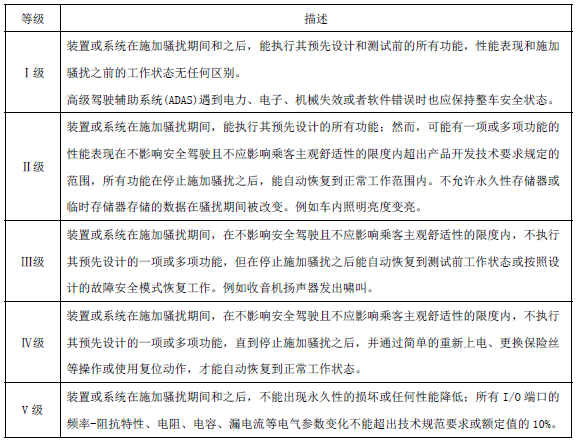 等级 描述
Ⅰ级
装置或系统在施加骚扰期间和之后，能执行其预先设计和测试前的所有功能，性能表现和施加
骚扰之前的工作状态无任何区别。
高级驾驶辅助系统(ADAS)遇到电力、电子、机械失效或者软件错误时也应保持整车安全状态。
Ⅱ级
装置或系统在施加骚扰期间，能执行其预先设计的所有功能；然而，可能有一项或多项功能的
性能表现在不影响安全驾驶且不应影响乘客主观舒适性的限度内超出产品开发技术要求规定的
范围，所有功能在停止施加骚扰之后，能自动恢复到正常工作范围内。不允许永久性存储器或
临时存储器存储的数据在骚扰期间被改变。例如车内照明亮度变亮。
Ⅲ级
装置或系统在施加骚扰期间，在不影响安全驾驶且不应影响乘客主观舒适性的限度内，不执行
其预先设计的一项或多项功能，但在停止施加骚扰之后能自动恢复到测试前工作状态或按照设
计的故障安全模式恢复工作。例如收音机扬声器发出啸叫。
Ⅳ级
装置或系统在施加骚扰期间，在不影响安全驾驶且不应影响乘客主观舒适性的限度内，不执行
其预先设计的一项或多项功能，直到停止施加骚扰之后，并通过简单的重新上电、更换保险丝
等操作或使用复位动作，才能自动恢复到正常工作状态。
Ⅴ级
装置或系统在施加骚扰期间和之后，不能出现永久性的损坏或任何性能降低；所有 I/O 端口的
频率-阻抗特性、电阻、电容、漏电流等电气参数变化不能超出技术规范要求或额定值的 10%。